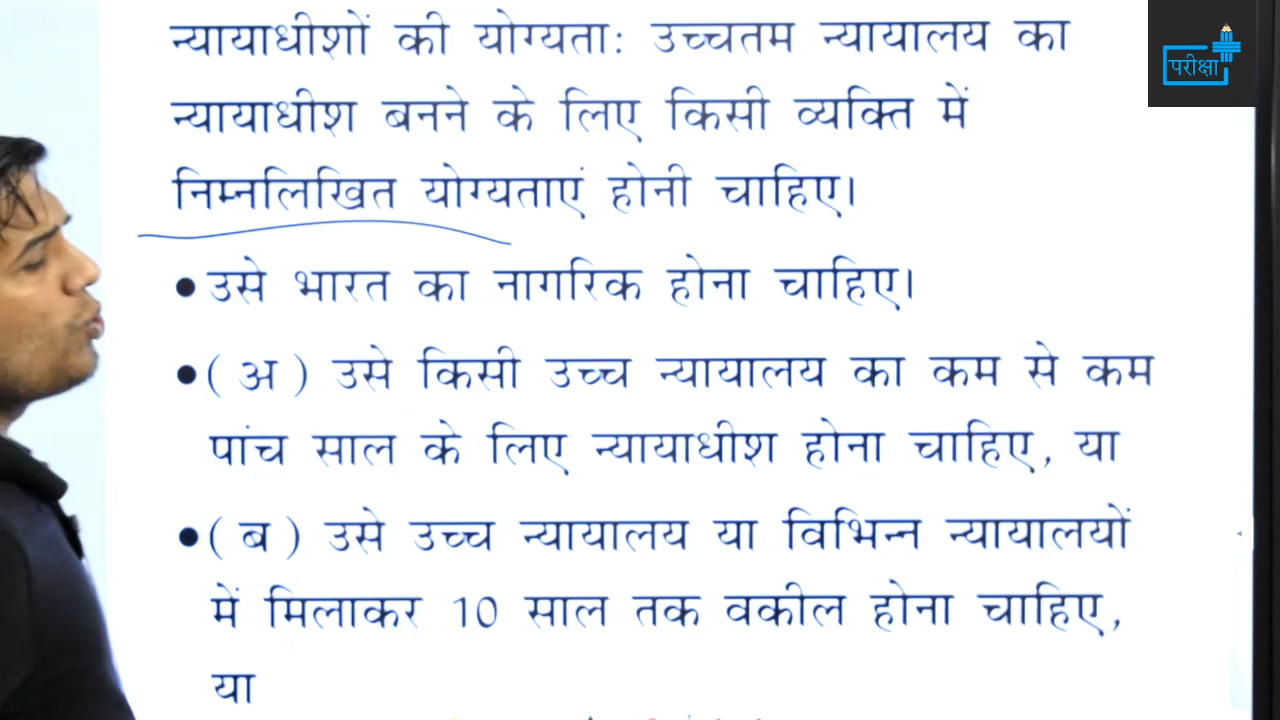 न्यायाधीशों की योग्यताः उच्चतम न्यायालय का
न्यायाधीश बनने के लिए किसी व्यक्ति में
निम्नलिखित योग्यताएं होनी चाहिए।
●उसे भारत का नागरिक होना चाहिए।
●( अ ) उसे किसी उच्च न्यायालय का कम से कम
पांच साल के लिए न्यायाधीश होना चाहिए, या
●( ब ) उसे उच्च न्यायालय या विभिन्न न्यायालयों
में मिलाकर 10 साल तक वकील होना चाहिए,
या
परीक्षा